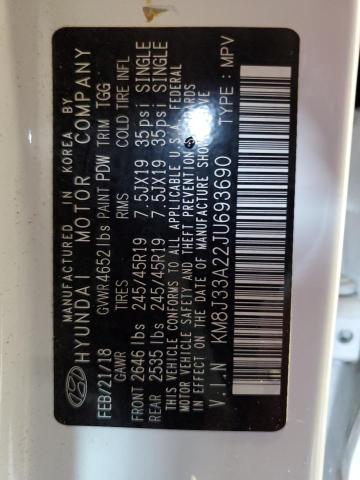 MANUFACTURED IN KOREA BY
HYUNDAI MOTOR COMPANY
FEB/21/18 GVWR 4652 lbs PAINT PDW TRIM TGG
GAWR TIRES RIMS COLD TIRE INFL
FRONT 2646 lbs 245/45R19 7.5JX19 35psi SINGLE
REAR 2535 lbs 245/45R19 7.5JX19 35psi SINGLE
THIS VEHICLE CONFORMS TO ALL APPLICABLE U.S.A. FEDERAL
MOTOR VEHICLE SAFETY AND THEFT PREVENTION STANDARDS
IN EFFECT ON THE DATE OF MANUFACTURE SHOWN ABOVE
V.I.N KM8J33A22JU693690 TYPE : MPV